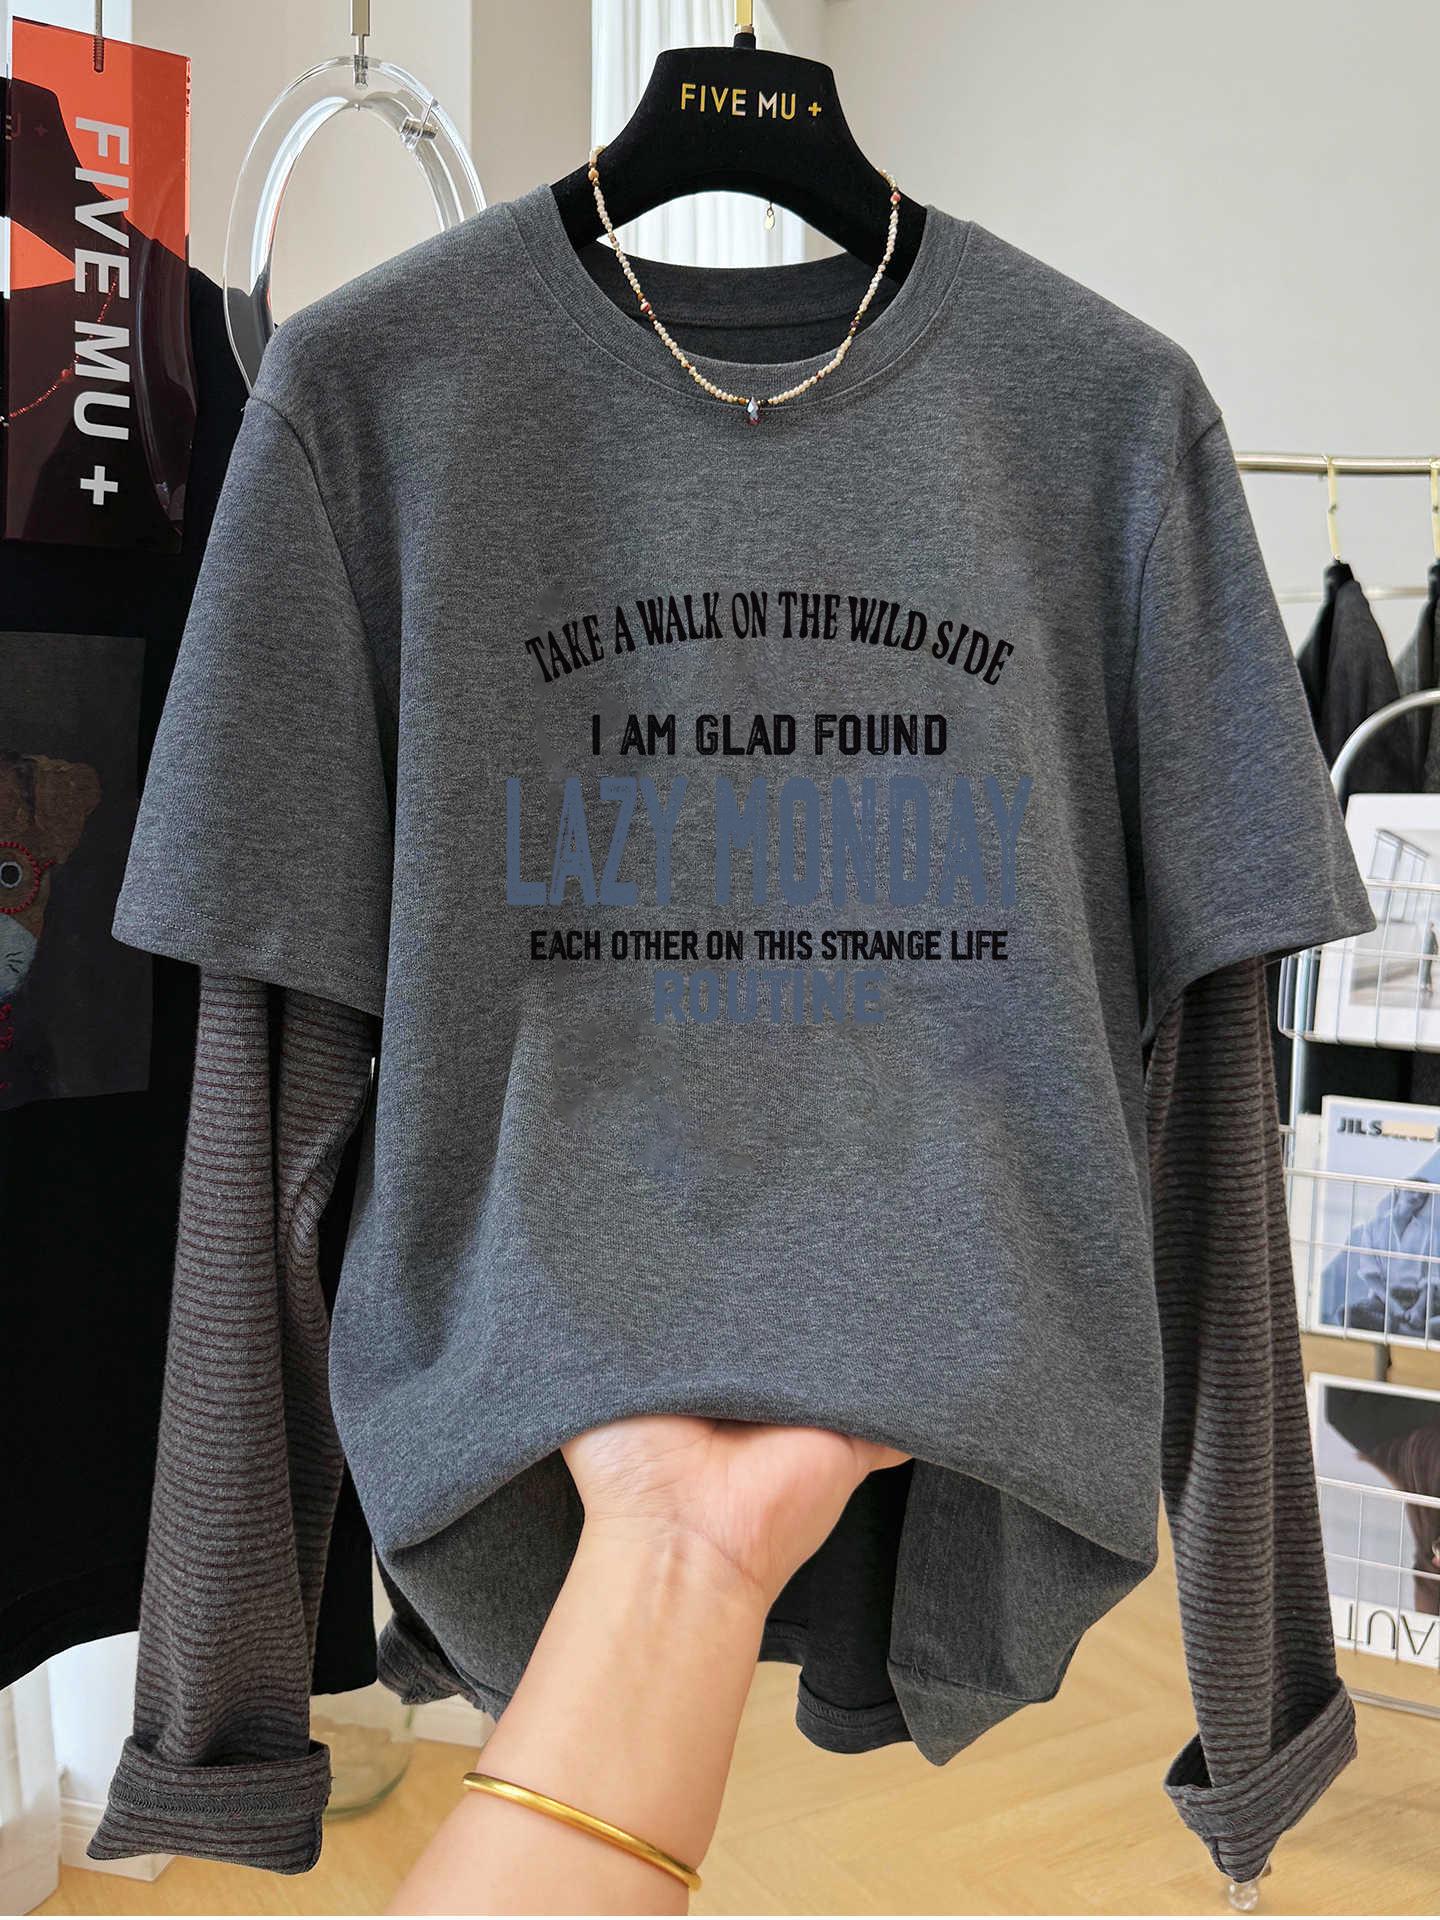 FIVE MU +
FIVE MU +
TAKE A WALK ON THE WILD SIDE
I AM GLAD FOUND
LAZY MONDAY
EACH OTHER ON THIS STRANGE LIFE
ROUTINE